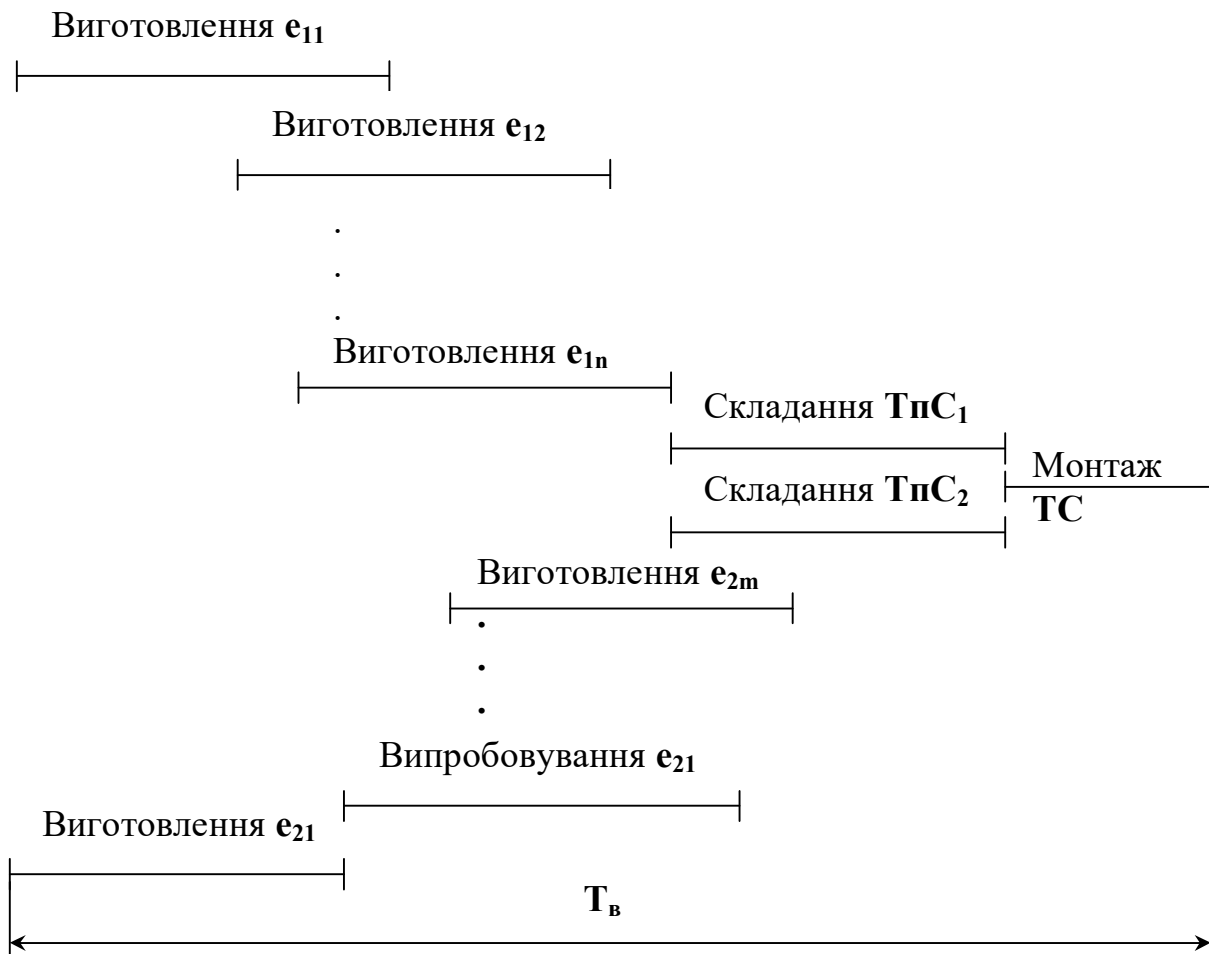 Виготовлення e₁₁
Виготовлення e₁₂
.
.
.
Виготовлення e₁ₙ
Складання ТпС₁
Складання ТпС₂
Монтаж
ТС
Виготовлення e₂ₘ
.
.
.
Випробовування e₂₁
Виготовлення e₂₁
Тв